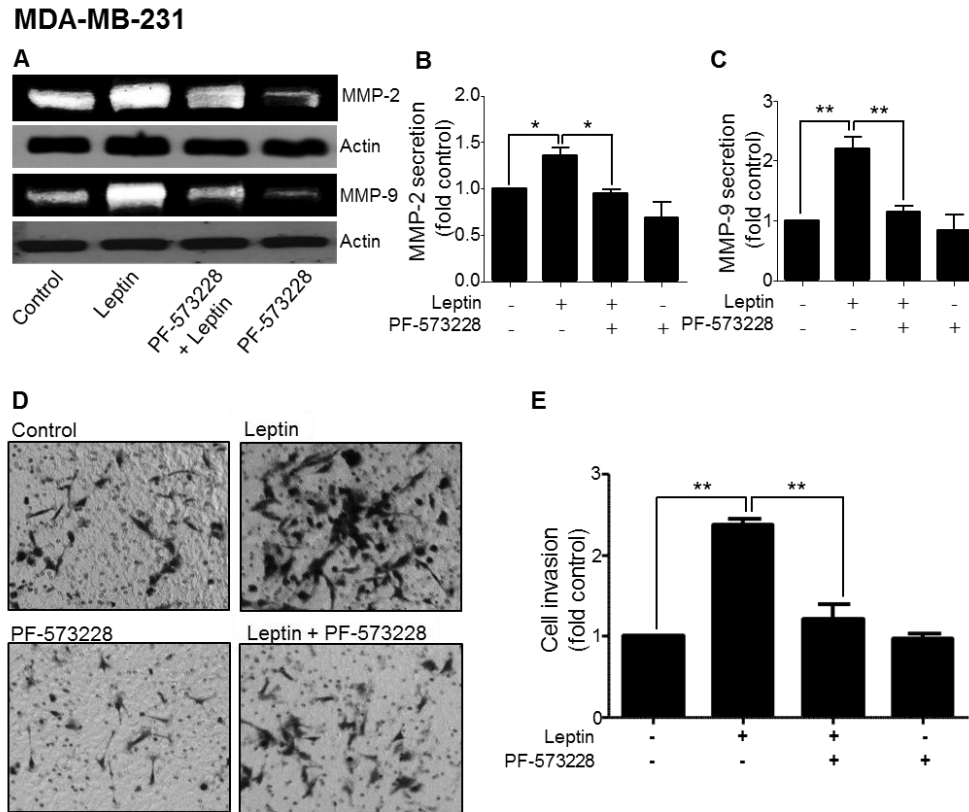 MDA-MB-231
A
MMP-2
Actin
MMP-9
Actin
Control
Leptin
PF-573228
+ Leptin
PF-573228
B
MMP-2 secretion
(fold control)
2.0
1.5
1.0
0.5
0.0
* *
Leptin - + + -
PF-573228 - - + +
C
MMP-9 secretion
(fold control)
3
2
1
0
** **
Leptin - + + -
PF-573228 - - + +
D
Control
Leptin
PF-573228
Leptin + PF-573228
E
Cell invasion
(fold control)
3
2
1
0
** **
Leptin - + + -
PF-573228 - - + +